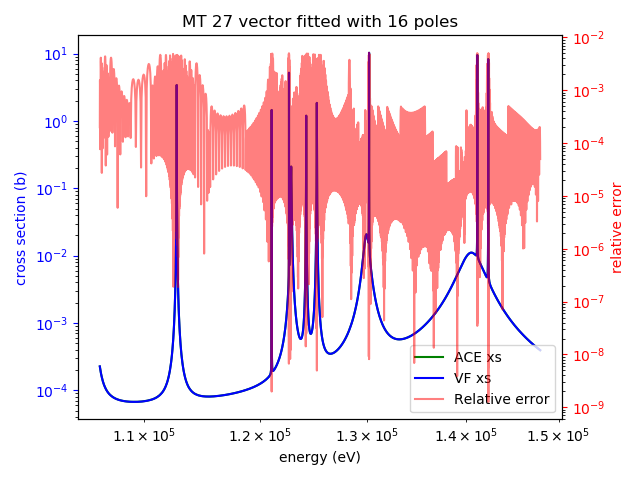 MT 27 vector fitted with 16 poles
10¹
10⁰
10⁻¹
10⁻²
10⁻³
10⁻⁴
cross section (b)
10⁻²
10⁻³
10⁻⁴
10⁻⁵
10⁻⁶
10⁻⁷
10⁻⁸
10⁻⁹
relative error
ACE xs
VF xs
Relative error
1.1 × 10⁵ 1.2 × 10⁵ 1.3 × 10⁵ 1.4 × 10⁵ 1.5 × 10⁵
energy (eV)